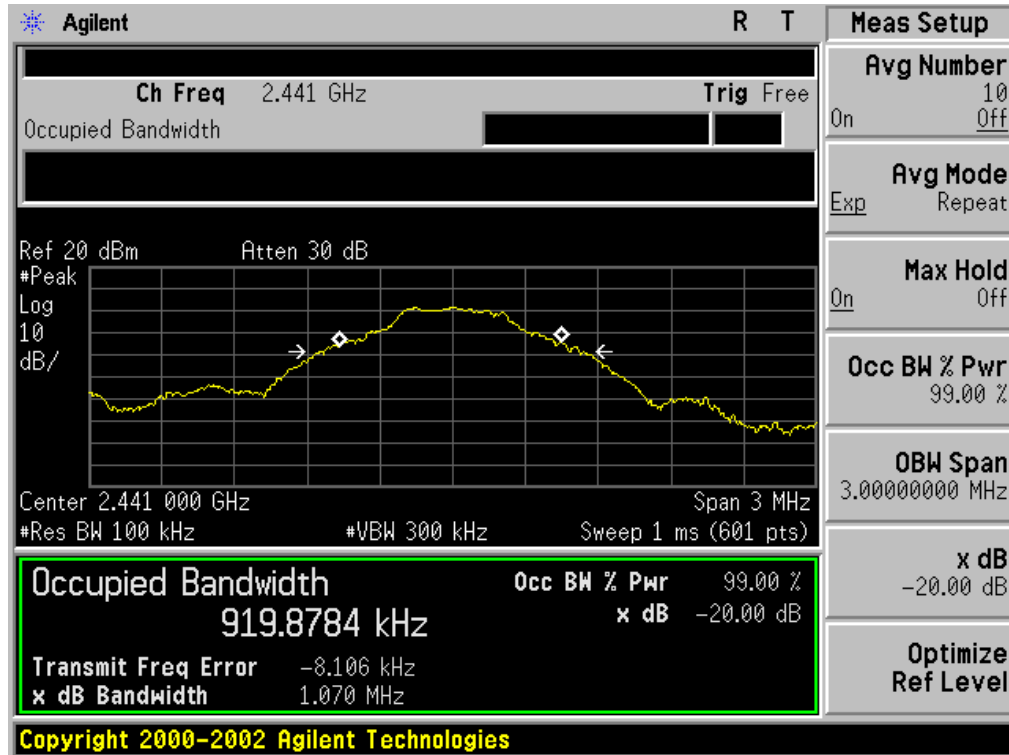 Agilent R T
Ch Freq 2.441 GHz Trig Free
Occupied Bandwidth
Ref 20 dBm Atten 30 dB
#Peak
Log
10
dB/
Center 2.441 000 GHz Span 3 MHz
#Res BW 100 kHz #VBW 300 kHz Sweep 1 ms (601 pts)
Occupied Bandwidth Occ BW % Pwr 99.00 %
919.8784 kHz x dB -20.00 dB
Transmit Freq Error -8.106 kHz
x dB Bandwidth 1.070 MHz
Copyright 2000-2002 Agilent Technologies
Meas Setup
Avg Number
10
On Off
Avg Mode
Exp Repeat
Max Hold
On Off
Occ BW % Pwr
99.00 %
OBW Span
3.00000000 MHz
x dB
-20.00 dB
Optimize
Ref Level